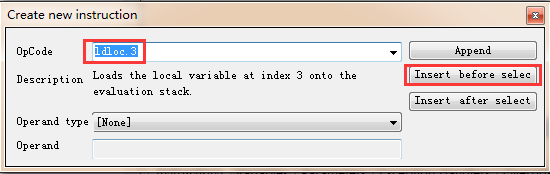 Create new instruction
OpCode
ldloc.3
Append
Description
Loads the local variable at index 3 onto the
evaluation stack.
Insert before selec
Insert after select
Operand type
[None]
Operand